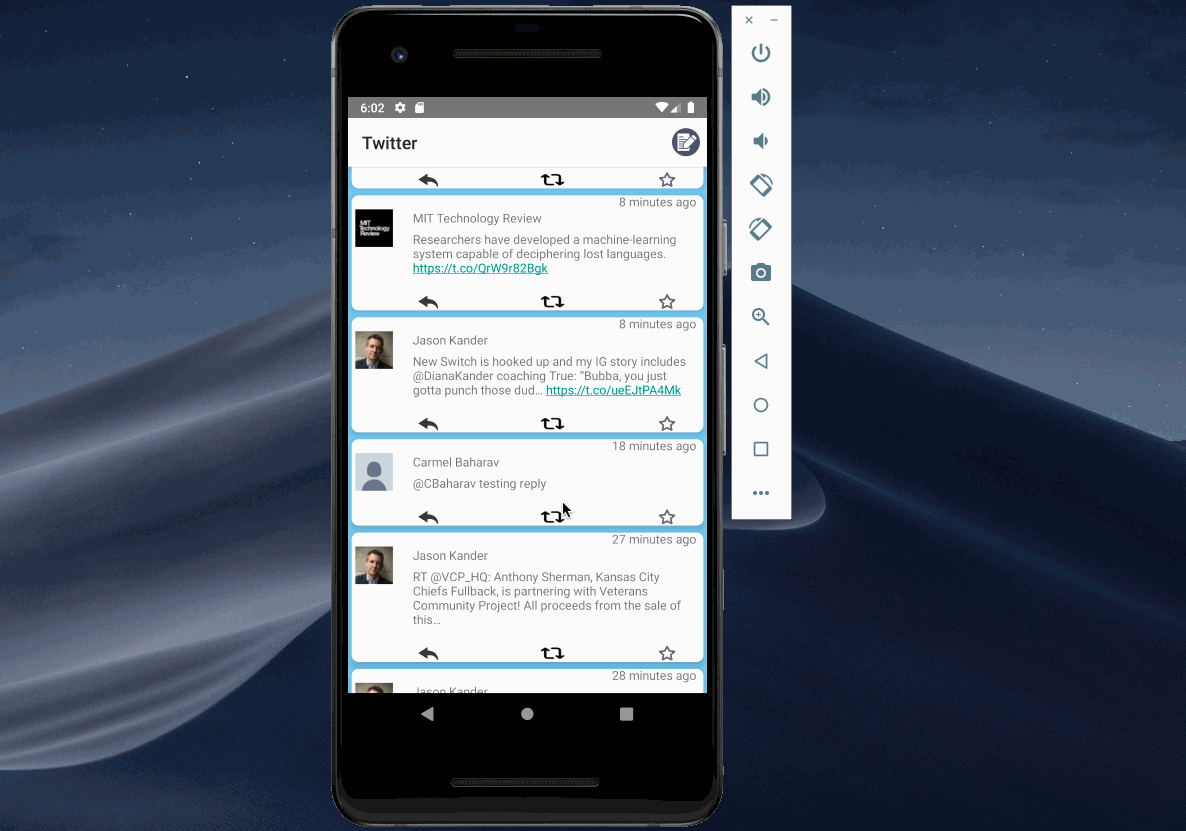 6:02
Twitter
8 minutes ago
MIT
Technology
Review
MIT Technology Review
Researchers have developed a machine-learning
system capable of deciphering lost languages.
https://t.co/QrW9r82Bgk
8 minutes ago
Jason Kander
New Switch is hooked up and my IG story includes
@DianaKander coaching True: “Bubba, you just
gotta punch those dud… https://t.co/ueEJtPA4Mk
18 minutes ago
Carmel Baharav
@CBaharav testing reply
27 minutes ago
Jason Kander
RT @VCP_HQ: Anthony Sherman, Kansas City
Chiefs Fullback, is partnering with Veterans
Community Project! All proceeds from the sale of
this…
28 minutes ago
Jason Kander